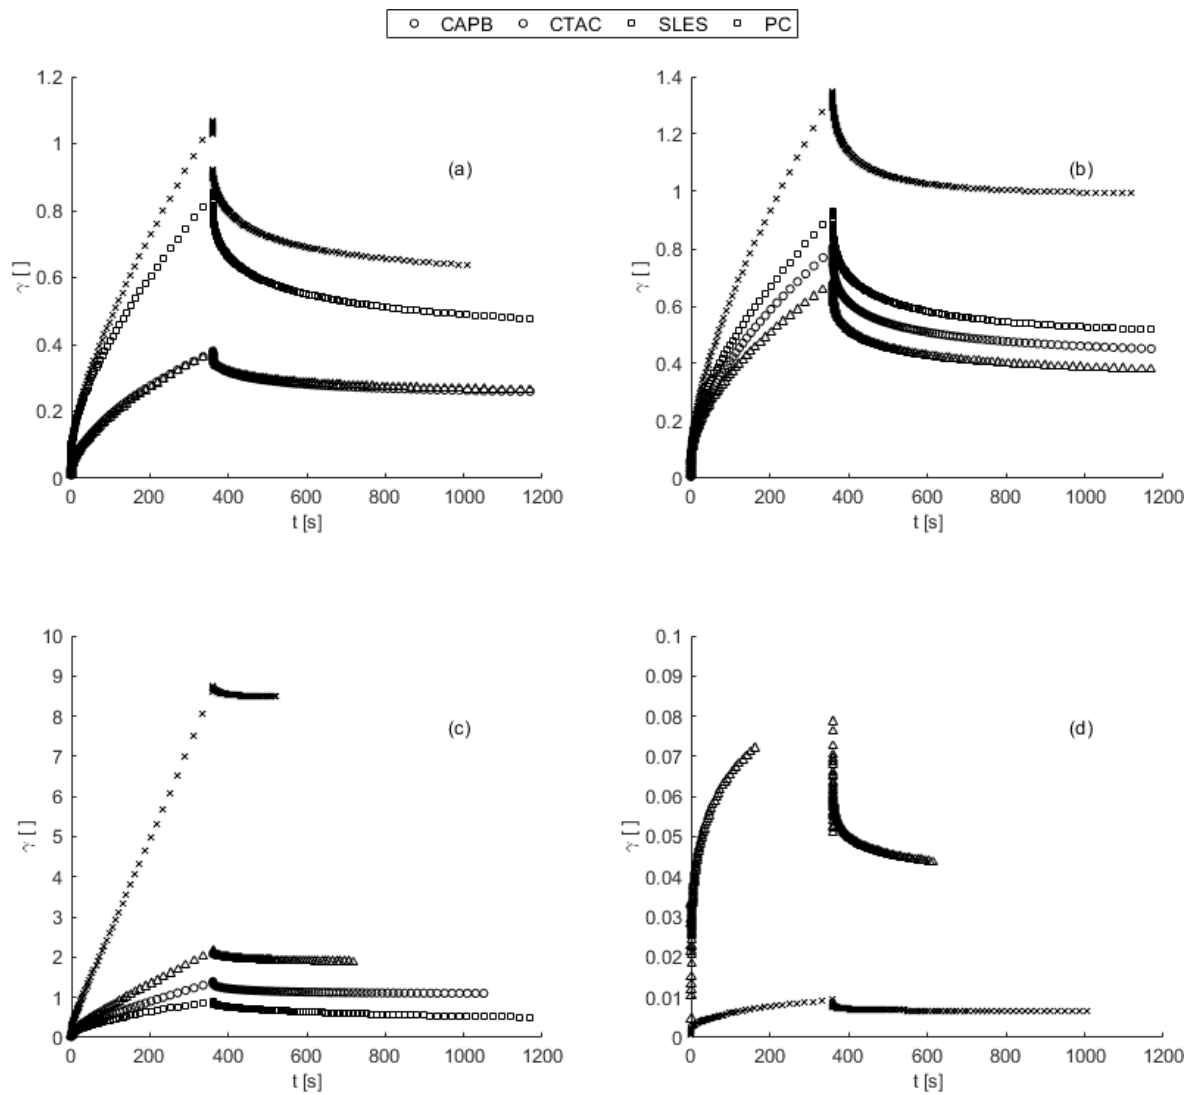 CAPB CTAC SLES PC
1.2
1
0.8
0.6
0.4
0.2
0
γ [ ]
(a)
0 200 400 600 800 1000 1200
t [s]
1.4
1.2
1
0.8
0.6
0.4
0.2
0
γ [ ]
(b)
0 200 400 600 800 1000 1200
t [s]
10
9
8
7
6
5
4
3
2
1
0
γ [ ]
(c)
0 200 400 600 800 1000 1200
t [s]
0.1
0.09
0.08
0.07
0.06
0.05
0.04
0.03
0.02
0.01
0
γ [ ]
(d)
0 200 400 600 800 1000 1200
t [s]